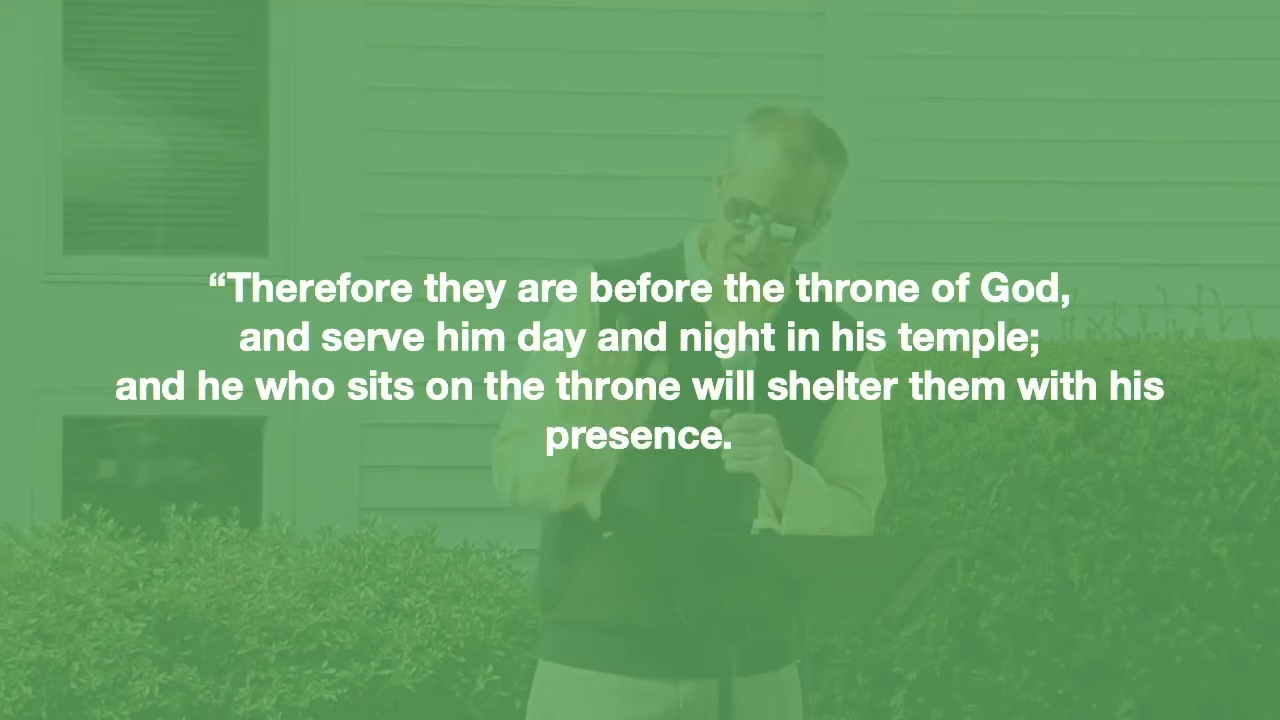 “Therefore they are before the throne of God,
and serve him day and night in his temple;
and he who sits on the throne will shelter them with his
presence.